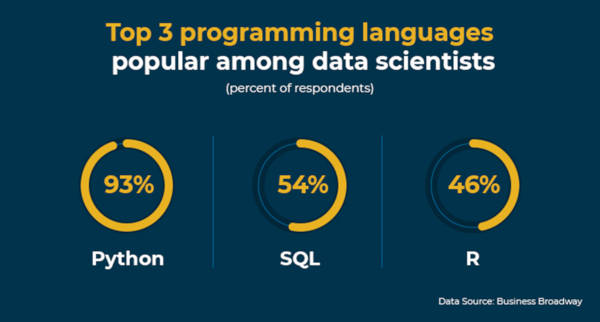 Top 3 programming languages
popular among data scientists
(percent of respondents)
93%
54%
46%
Python
SQL
R
Data Source: Business Broadway